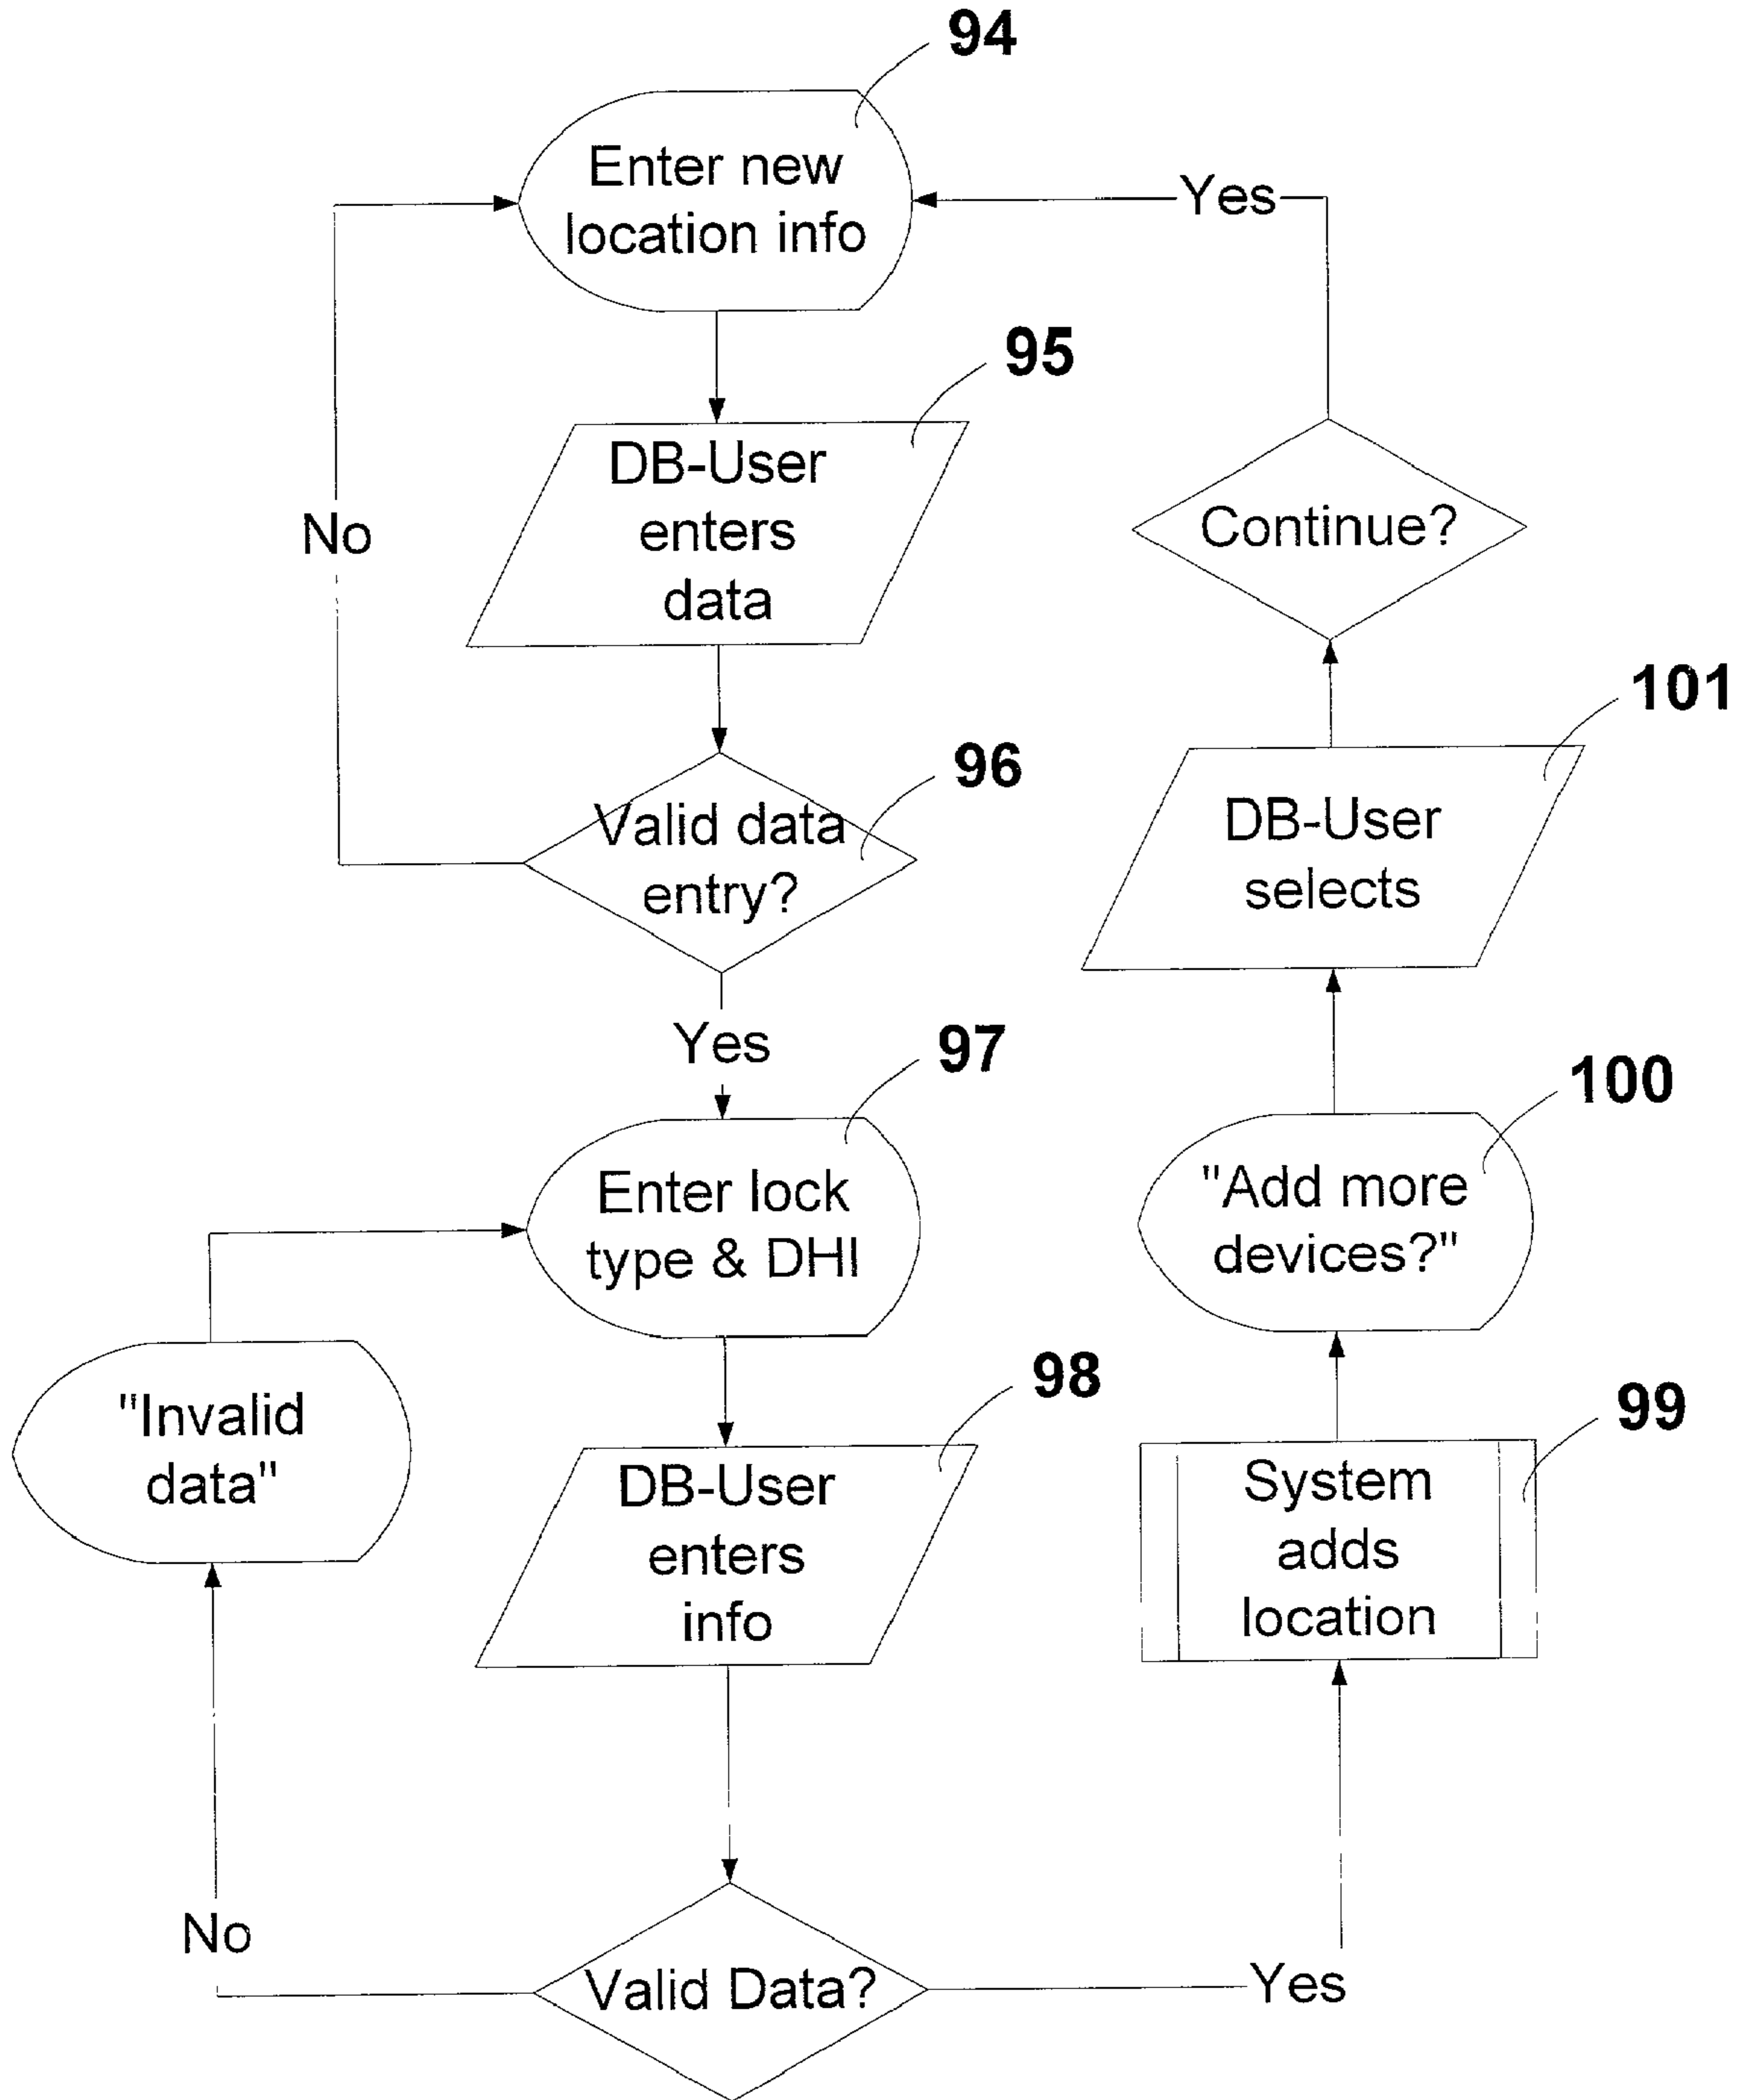 94
Enter new
location info
Yes
95
DB-User
enters
data
No
Continue?
101
96
Valid data
entry?
DB-User
selects
Yes
97
100
Enter lock
type & DHI
"Add more
devices?"
98
99
"Invalid
data"
DB-User
enters
info
System
adds
location
No
Valid Data?
Yes